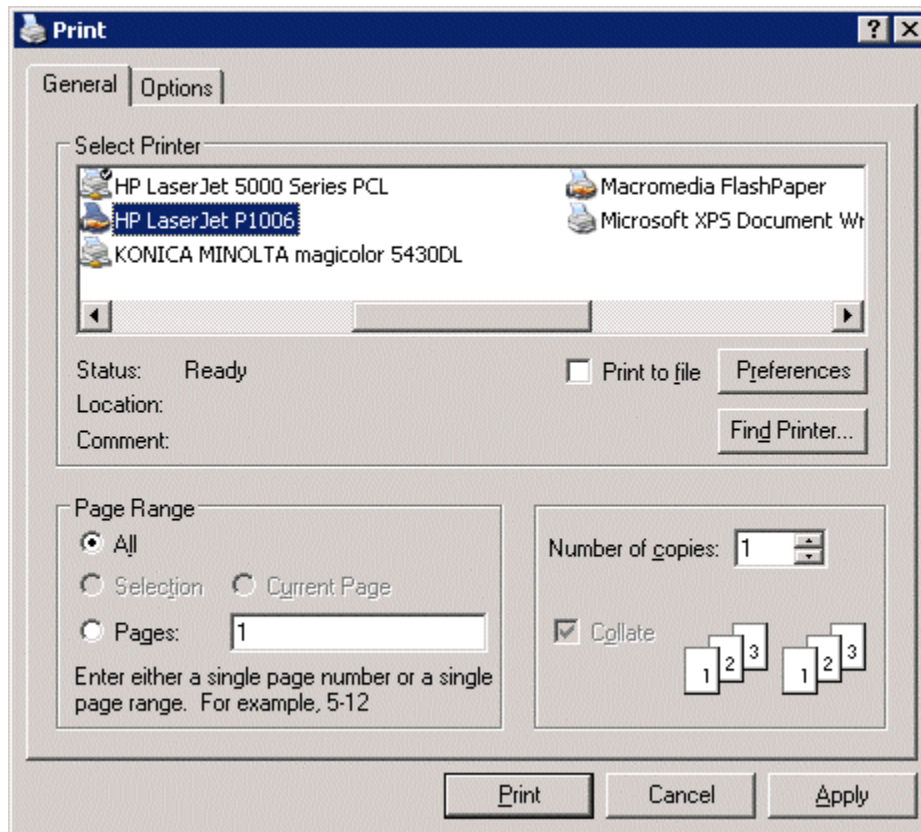 Print
General
Options
Select Printer
HP LaserJet 5000 Series PCL
Macromedia FlashPaper
HP LaserJet P1006
Microsoft XPS Document Wr
KONICA MINOLTA magicolor 5430DL
Status: Ready
Print to file
Preferences
Location:
Comment:
Find Printer...
Page Range
All
Selection
Current Page
Pages: 1
Enter either a single page number or a single
page range. For example, 5-12
Number of copies: 1
Collate
1 2 3 1 2 3
Print
Cancel
Apply